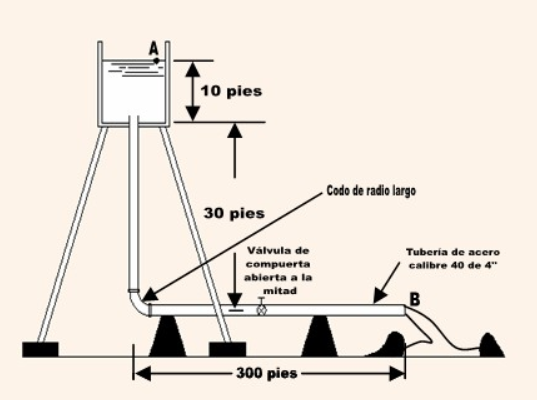 A
10 pies
Codo de radio largo
30 pies
Válvula de
compuerta
abierta a la
mitad
Tubería de acero
calibre 40 de 4"
B
300 pies